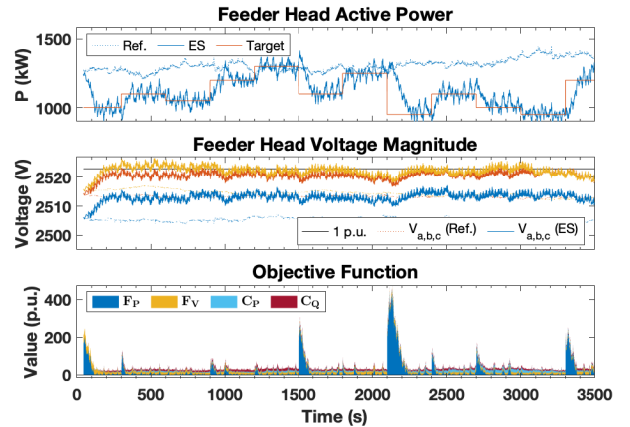 Feeder Head Active Power
P (kW)
1500
1000
Ref. ES Target
Feeder Head Voltage Magnitude
Voltage (V)
2520
2510
2500
1 p.u. Va,b,c (Ref.) Va,b,c (ES)
Objective Function
Value (p.u.)
400
200
0
FP FV CP CQ
0 500 1000 1500 2000 2500 3000 3500
Time (s)